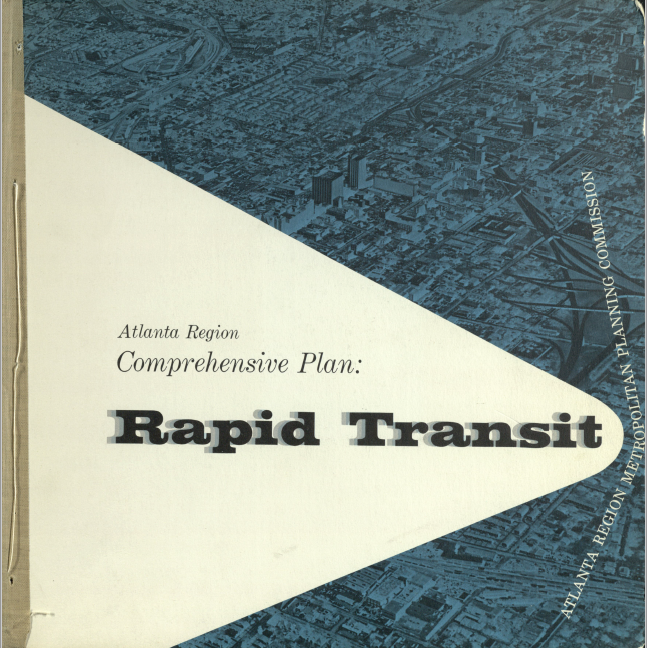 Atlanta Region
Comprehensive Plan:
Rapid Transit
ATLANTA REGION METROPOLITAN PLANNING COMMISSION